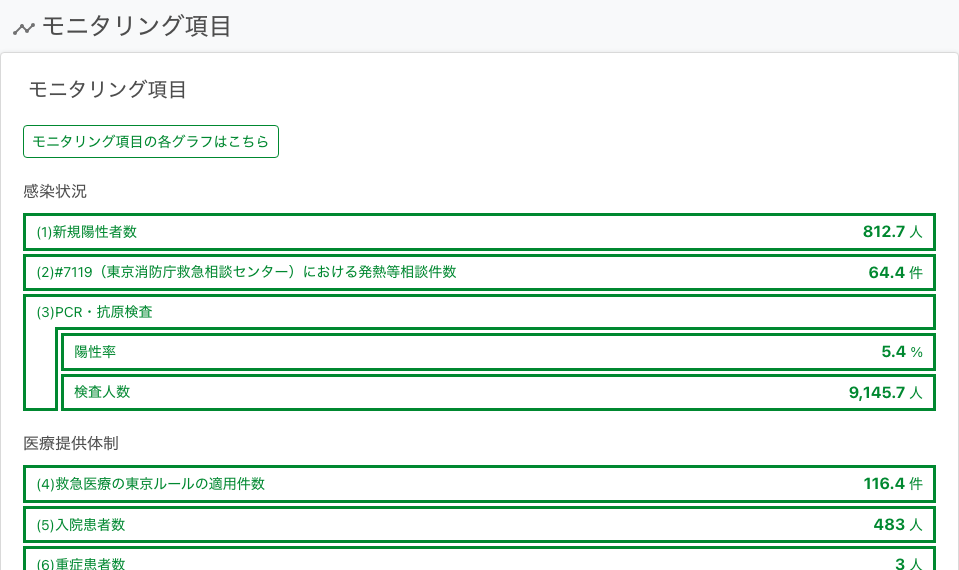 モニタリング項目
モニタリング項目
モニタリング項目の各グラフはこちら
感染状況
(1)新規陽性者数 812.7 人
(2)#7119（東京消防庁救急相談センター）における発熱等相談件数 64.4 件
(3)PCR・抗原検査
陽性率 5.4 %
検査人数 9,145.7 人
医療提供体制
(4)救急医療の東京ルールの適用件数 116.4 件
(5)入院患者数 483 人
(6)重症患者数 3 人